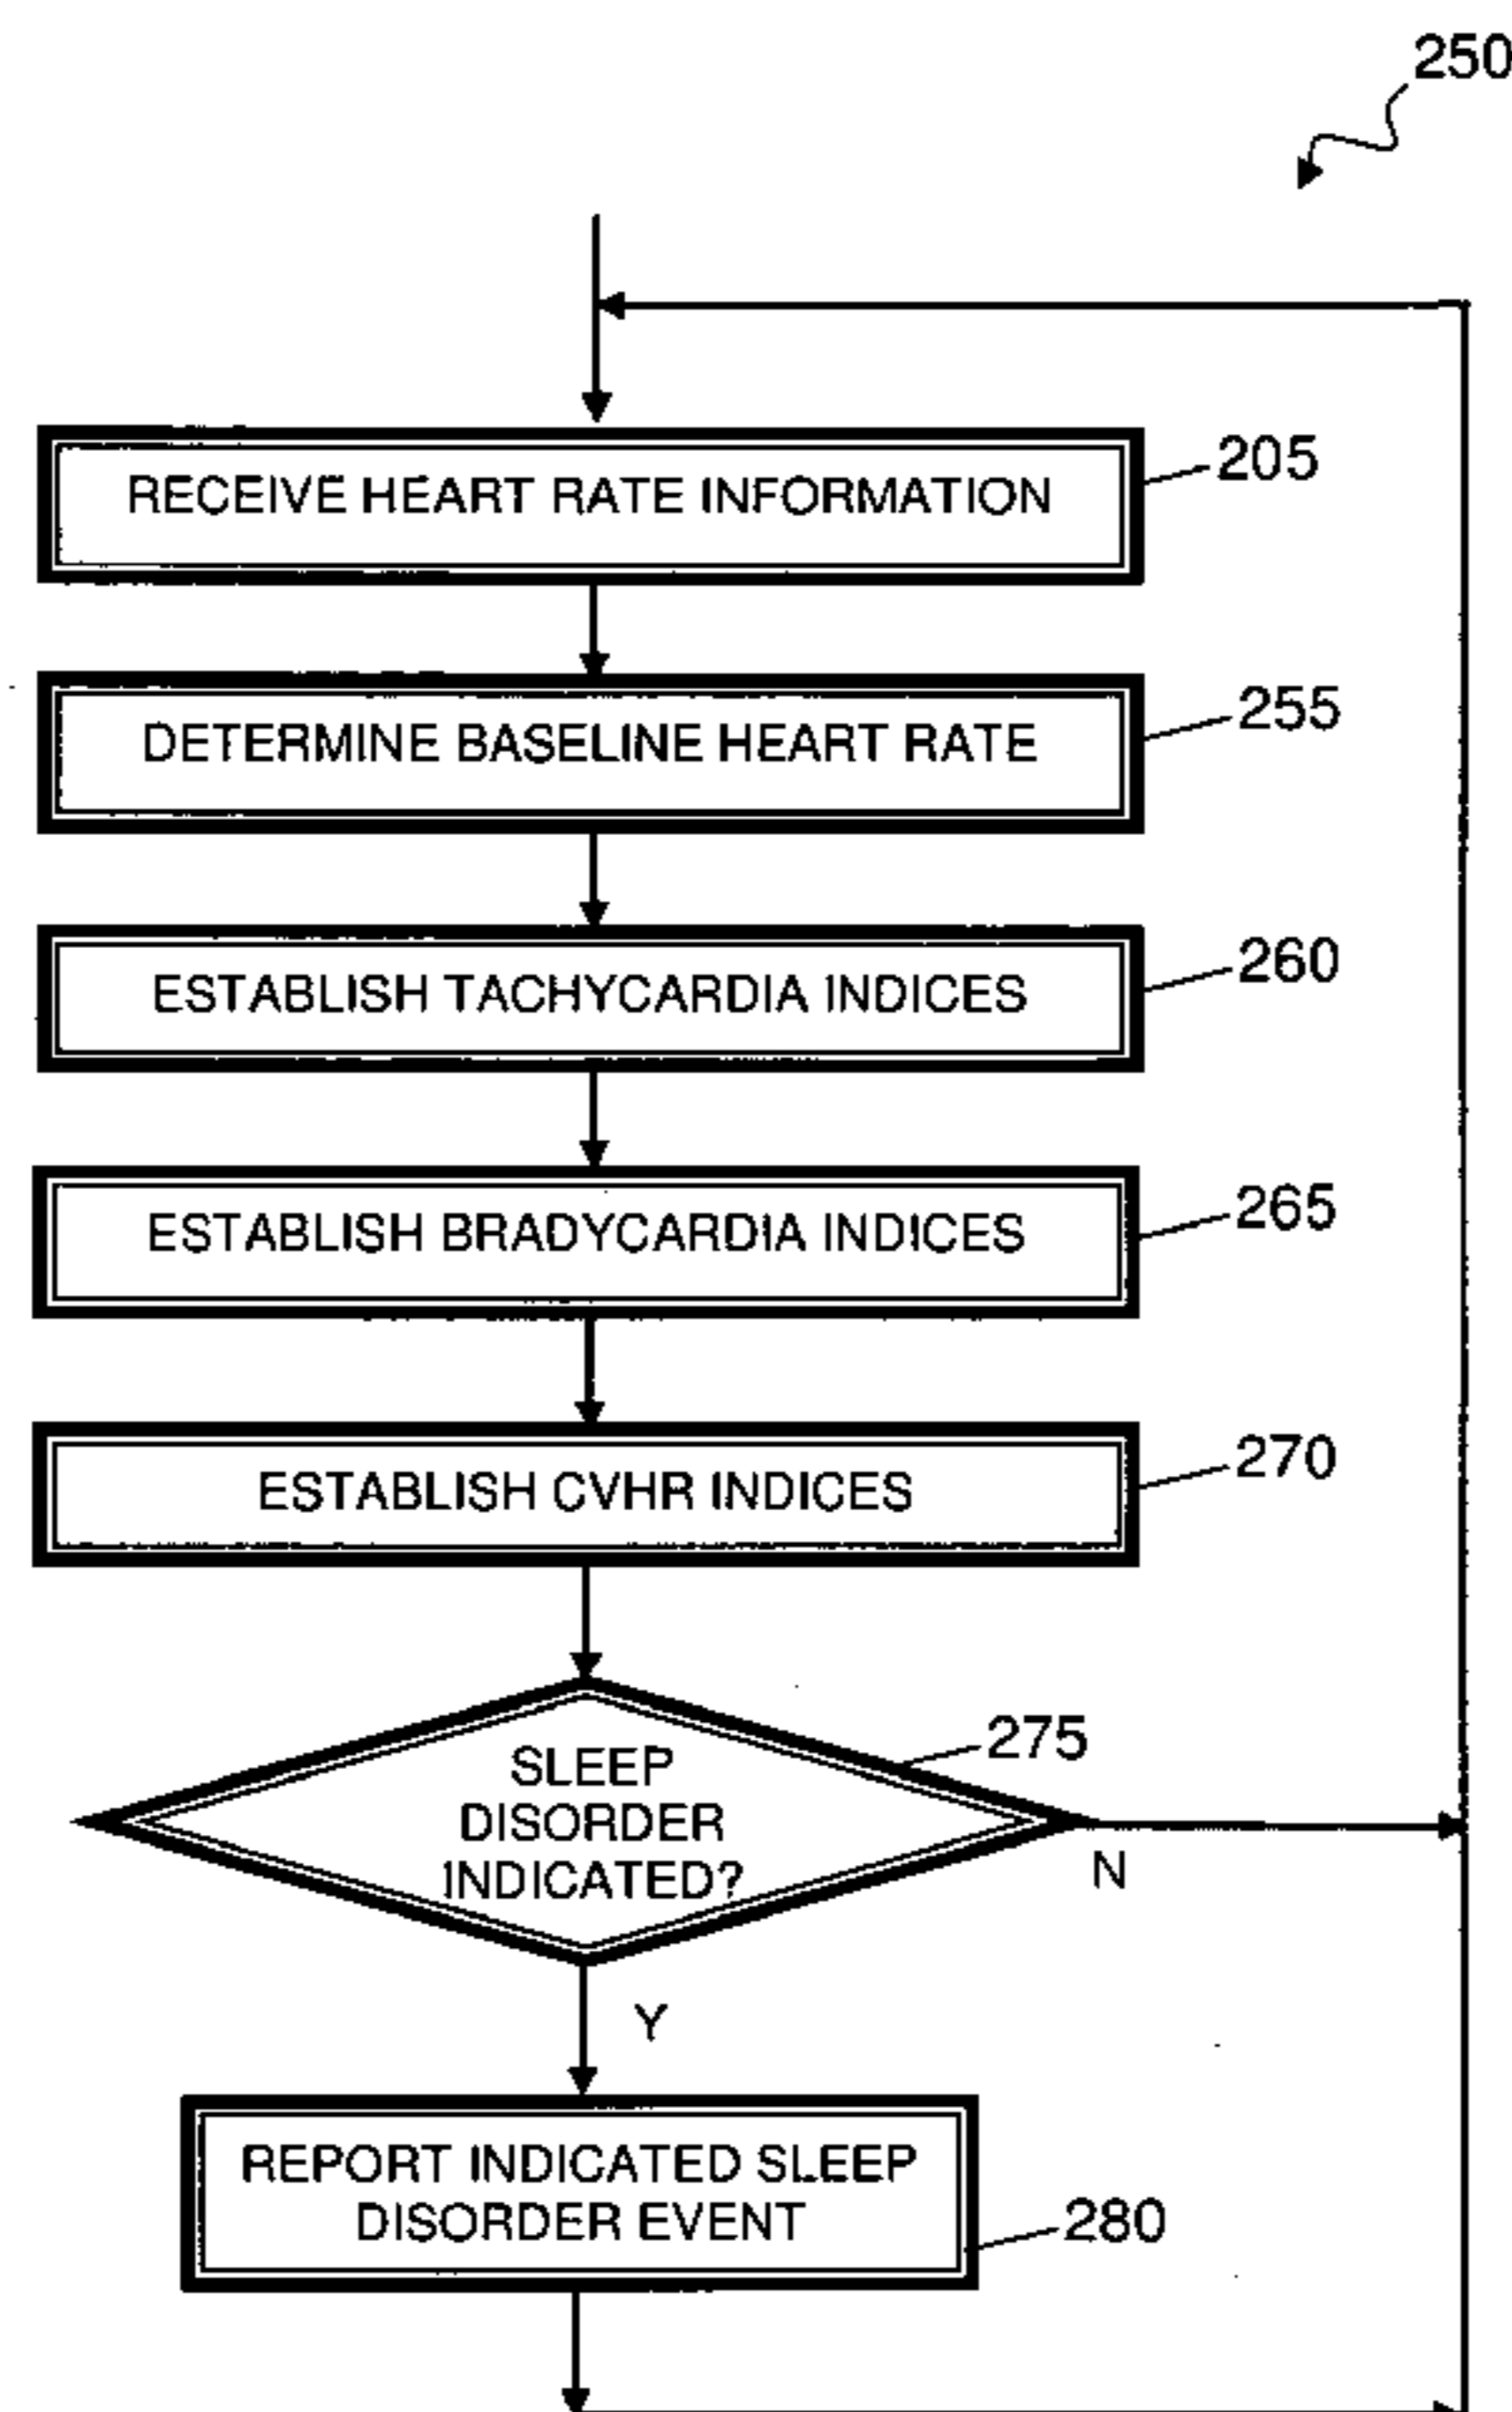 250
RECEIVE HEART RATE INFORMATION
205
DETERMINE BASELINE HEART RATE
255
ESTABLISH TACHYCARDIA INDICES
260
ESTABLISH BRADYCARDIA INDICES
265
ESTABLISH CVHR INDICES
270
SLEEP
DISORDER
INDICATED?
275
N
Y
REPORT INDICATED SLEEP
DISORDER EVENT
280